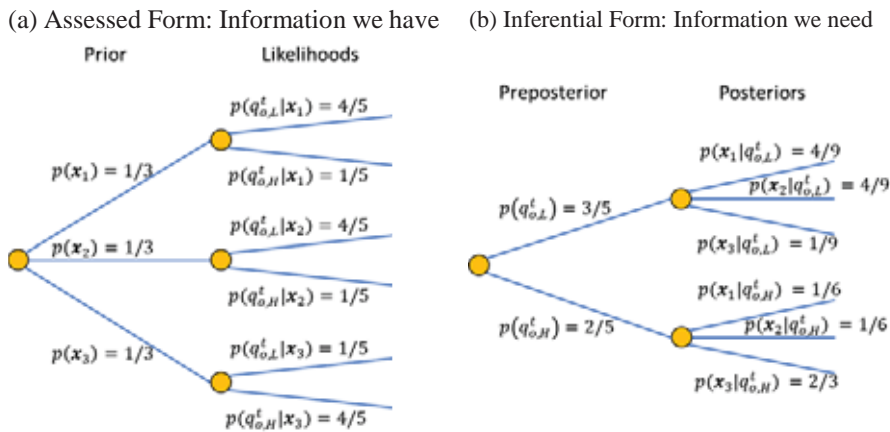 (a) Assessed Form: Information we have
Prior
Likelihoods
p(q^t_{o,L}|x_1) = 4/5
p(q^t_{o,H}|x_1) = 1/5
p(x_1) = 1/3
p(q^t_{o,L}|x_2) = 4/5
p(x_2) = 1/3
p(q^t_{o,H}|x_2) = 1/5
p(x_3) = 1/3
p(q^t_{o,L}|x_3) = 1/5
p(q^t_{o,H}|x_3) = 4/5
(b) Inferential Form: Information we need
Preposterior
Posteriors
p(x_1|q^t_{o,L}) = 4/9
p(x_2|q^t_{o,L}) = 4/9
p(q^t_{o,L}) = 3/5
p(x_3|q^t_{o,L}) = 1/9
p(x_1|q^t_{o,H}) = 1/6
p(q^t_{o,H}) = 2/5
p(x_2|q^t_{o,H}) = 1/6
p(x_3|q^t_{o,H}) = 2/3